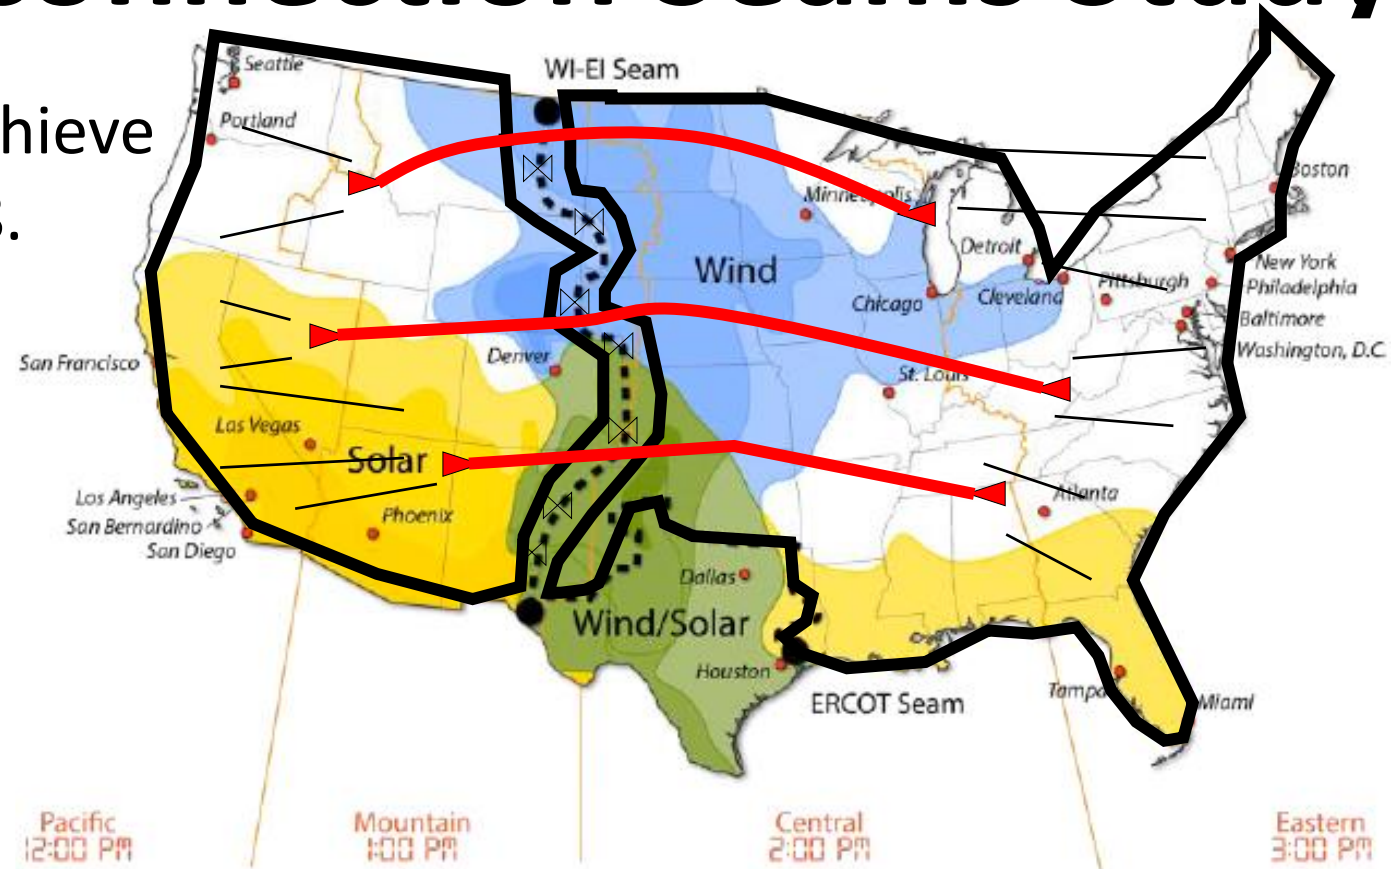 chieve
s.
WI-EI Seam
Seattle
Portland
Boston
Minneapolis
Detroit
Wind
New York
Pittsburgh
Philadelphia
Chicago
Cleveland
Baltimore
Washington, D.C.
San Francisco
Denver
St. Louis
Las Vegas
Solar
Los Angeles
Atlanta
San Bernardino
Phoenix
San Diego
Dallas
Wind/Solar
Houston
Tampa
ERCOT Seam
Miami
Pacific
12:00 PM
Mountain
1:00 PM
Central
2:00 PM
Eastern
3:00 PM